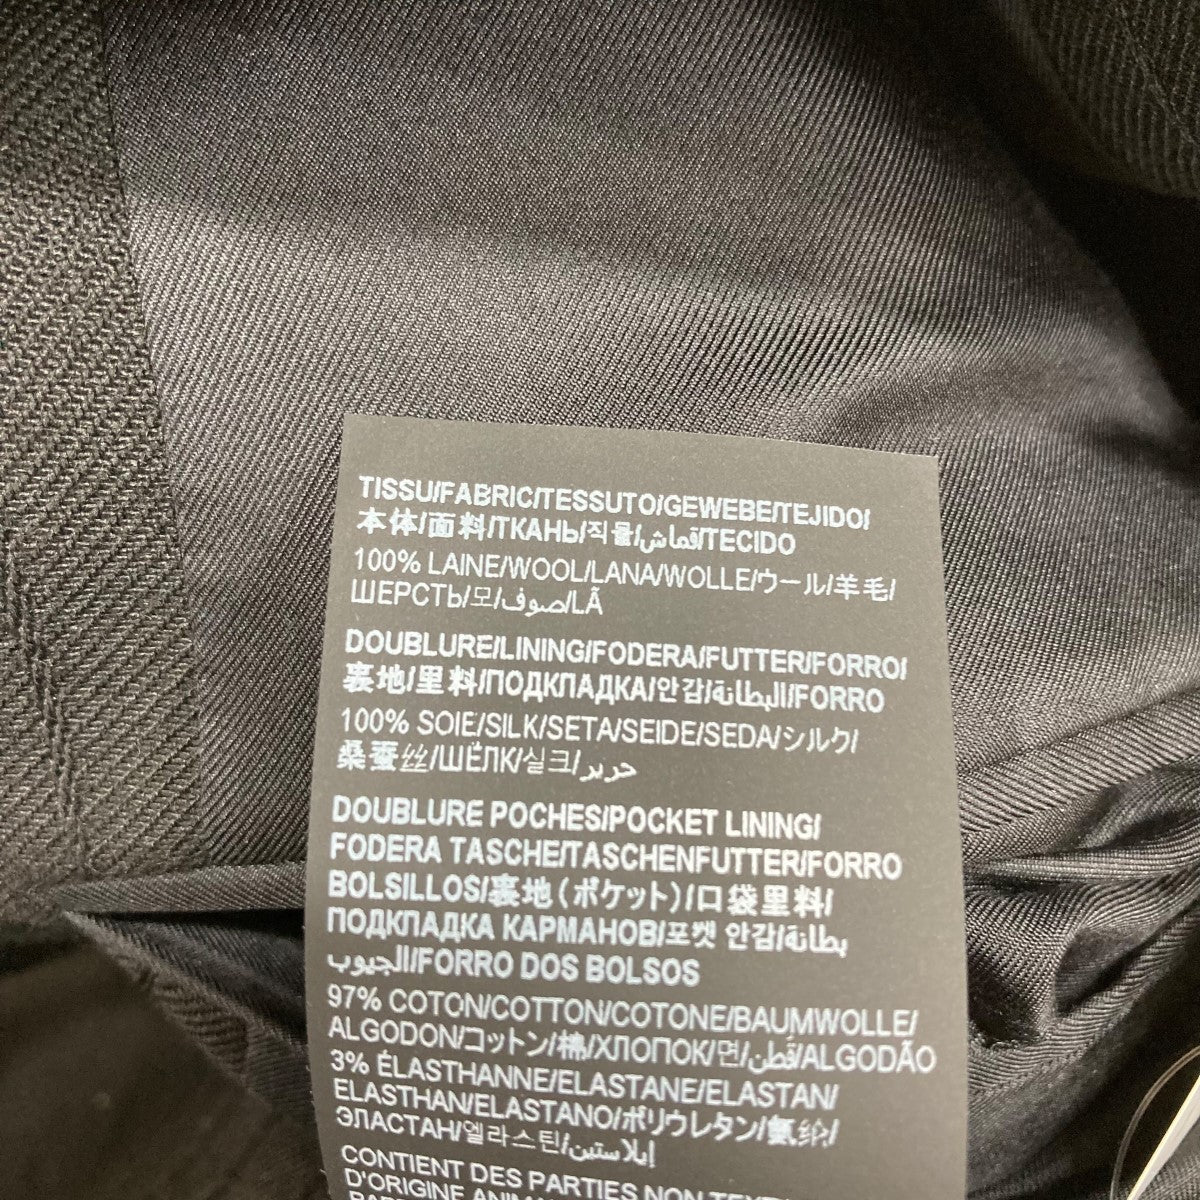 TISSU/FABRIC/TESSUTO/GEWEBE/TEJIDO/
本体/面料/ТКАНЬ/직물/قماش/TECIDO
100% LAINE/WOOL/LANA/WOLLE/ウール/羊毛/
ШЕРСТЬ/모/صوف/LÃ
DOUBLURE/LINING/FODERA/FUTTER/FORRO/
裏地/里料/ПОДКЛАДКА/안감/البطانة/FORRO
100% SOIE/SILK/SETA/SEIDE/SEDA/シルク/
桑蚕丝/ШЁЛК/실크/حرير
DOUBLURE POCHES/POCKET LINING/
FODERA TASCHE/TASCHENFUTTER/FORRO
BOLSILLOS/裏地(ポケット)/口袋里料/
ПОДКЛАДКА КАРМАНОВ/포켓 안감/بطانة
الجيوب/FORRO DOS BOLSOS
97% COTON/COTTON/COTONE/BAUMWOLLE/
ALGODON/コットン/棉/ХЛОПОК/면/قطن/ALGODÃO
3% ÉLASTHANNE/ELASTANE/ELASTAN/
ELASTHAN/ELASTANO/ポリウレタン/氨纶/
ЭЛАСТАН/엘라스틴/إيلاستين
CONTIENT DES PARTIES NON
D'ORIGINE